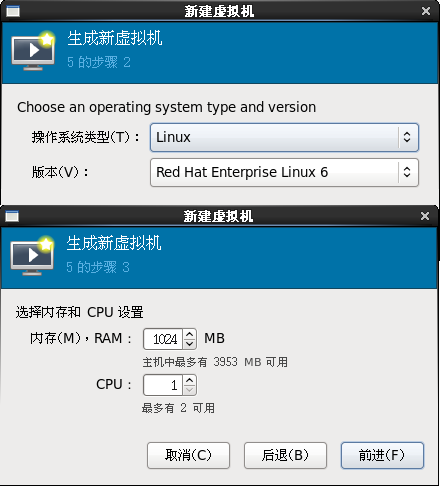 新建虚拟机
生成新虚拟机
5 的步骤 2
Choose an operating system type and version
操作系统类型(T)： Linux
版本(V)： Red Hat Enterprise Linux 6
新建虚拟机
生成新虚拟机
5 的步骤 3
选择内存和 CPU 设置
内存(M)，RAM： 1024 MB
主机中最多有 3953 MB 可用
CPU： 1
最多有 2 可用
取消(C) 后退(B) 前进(F)